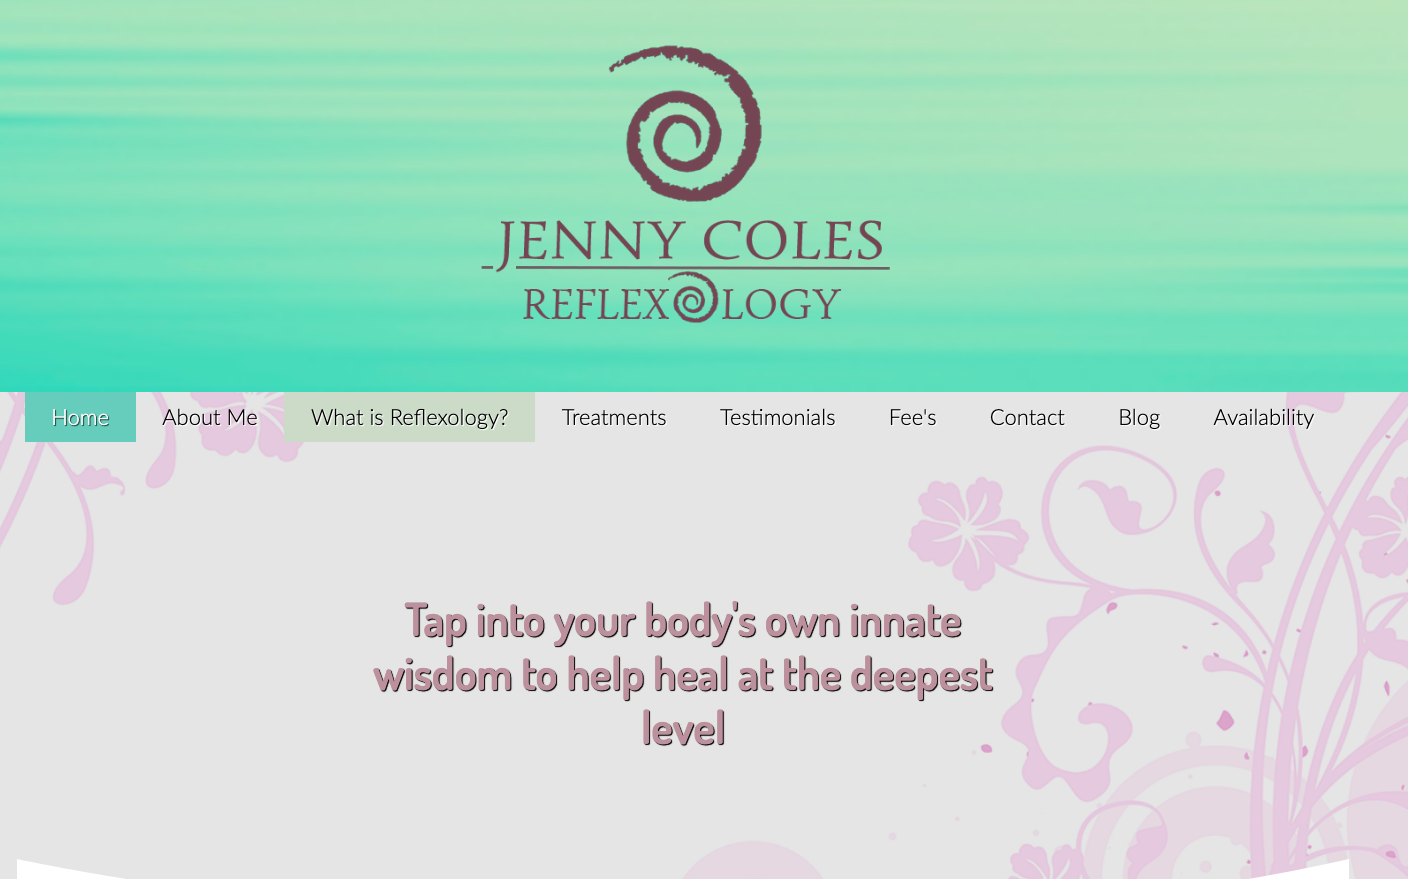 JENNY COLES
REFLEXOLOGY
Home About Me What is Reflexology? Treatments Testimonials Fee's Contact Blog Availability
Tap into your body's own innate
wisdom to help heal at the deepest
level